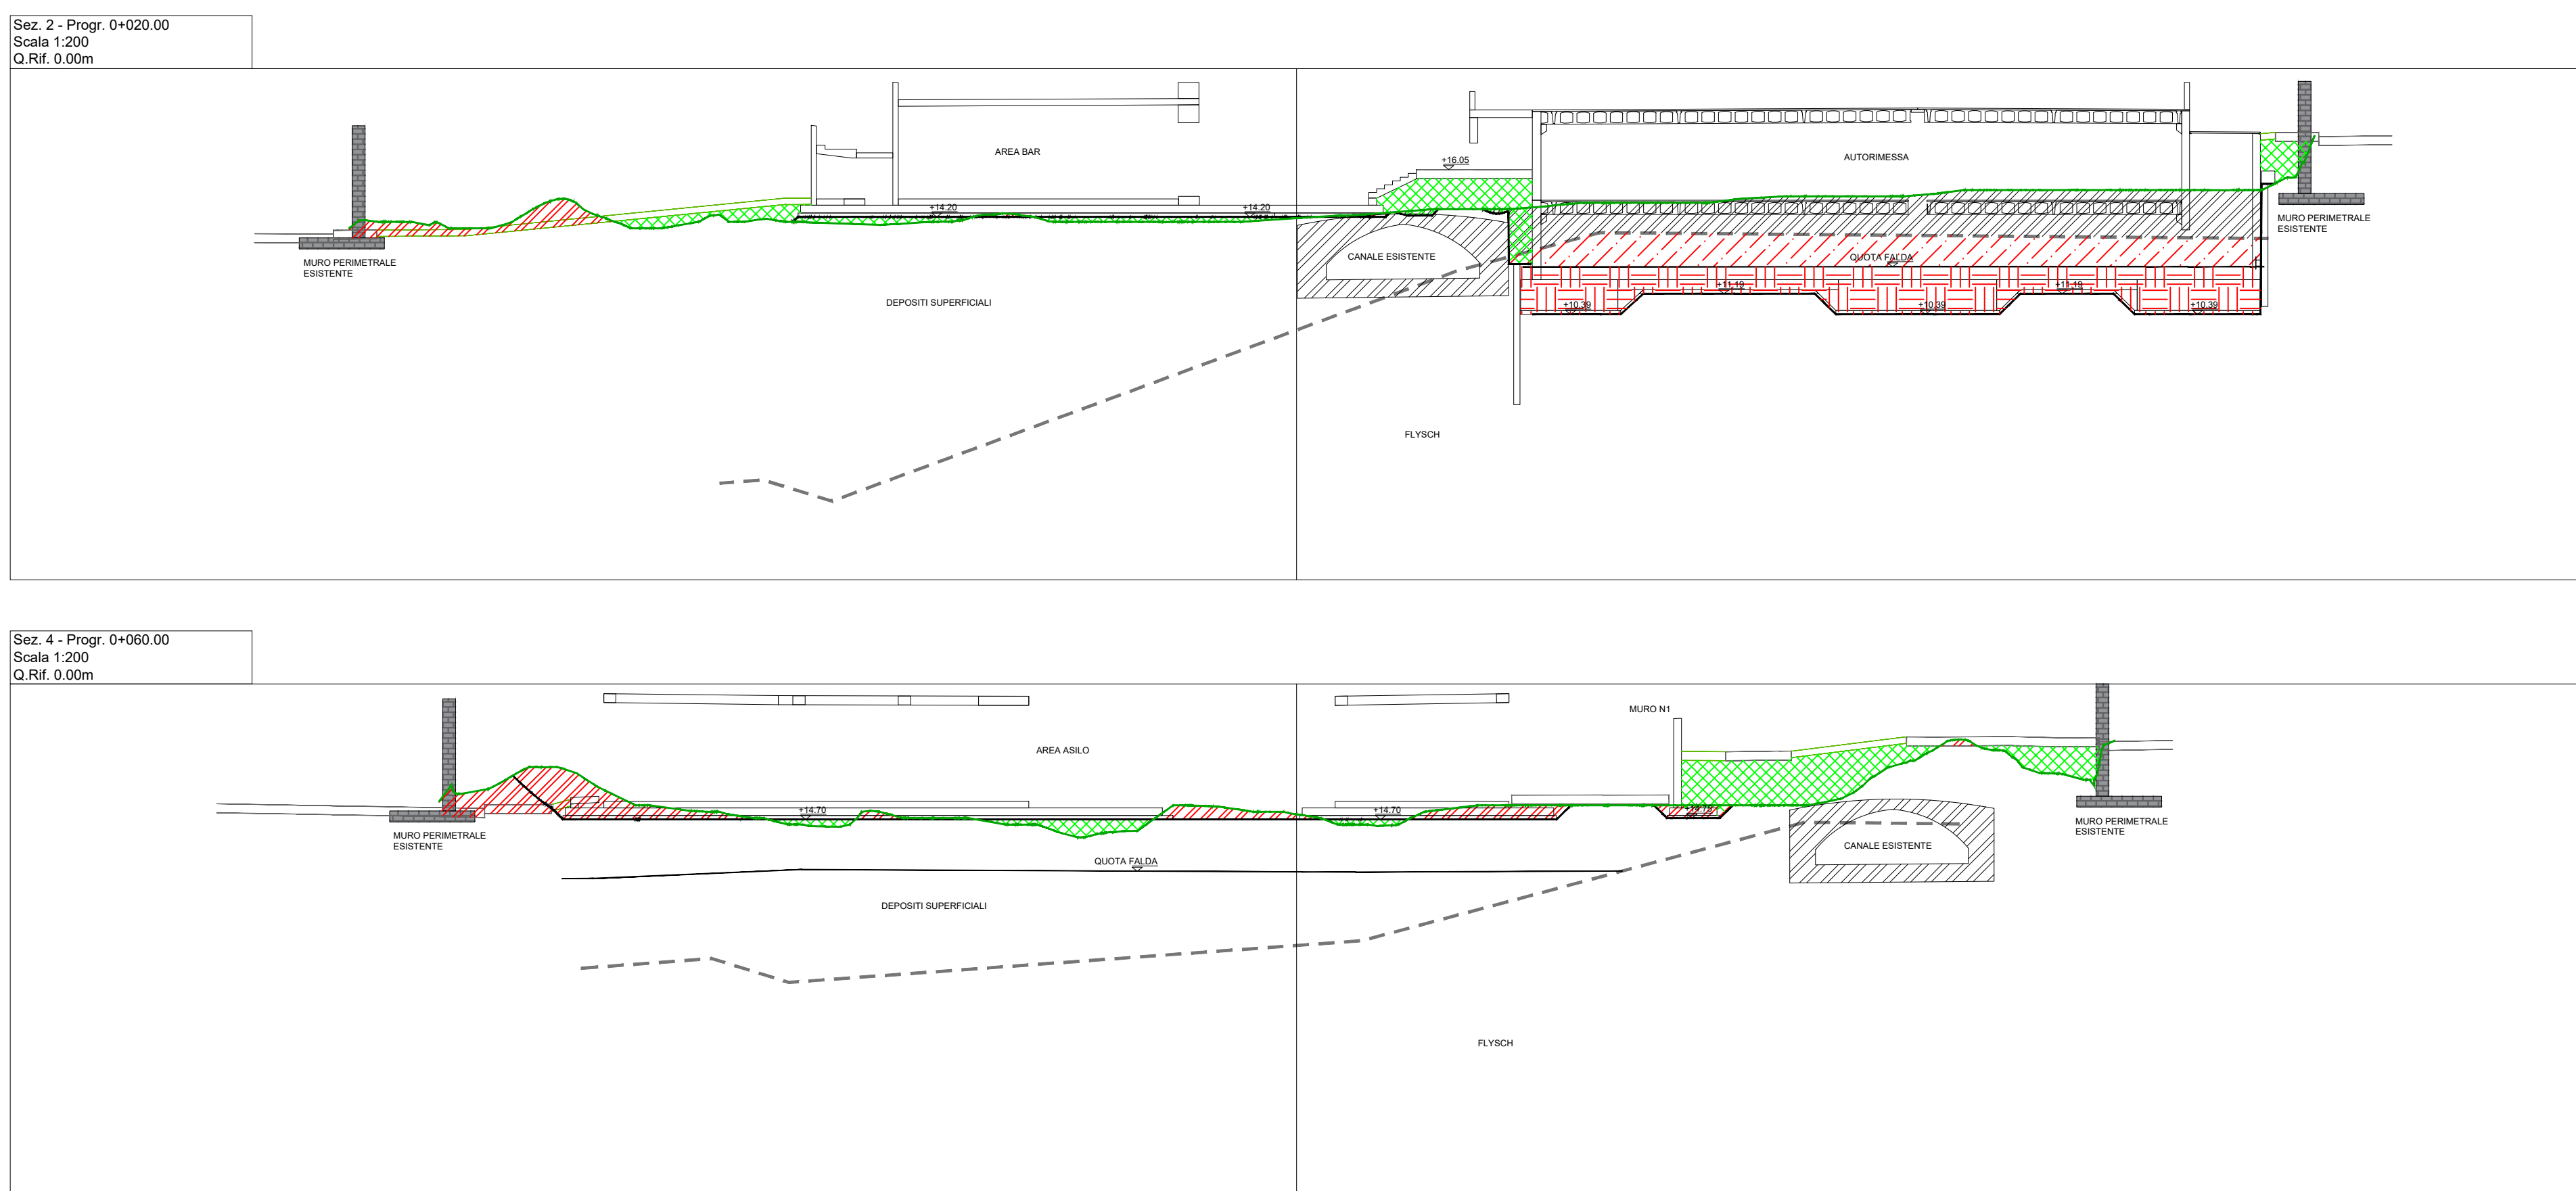 Sez. 2 - Progr. 0+020.00
Scala 1:200
Q.Rif. 0.00m
AREA BAR
AUTORIMESSA
+16.05
+14.20
+14.20
MURO PERIMETRALE
ESISTENTE
MURO PERIMETRALE
ESISTENTE
CANALE ESISTENTE
QUOTA FALDA
DEPOSITI SUPERFICIALI
+11.19
+11.19
+10.39
+10.39
+10.39
FLYSCH
Sez. 4 - Progr. 0+060.00
Scala 1:200
Q.Rif. 0.00m
MURO N1
AREA ASILO
+14.70
+14.70
MURO PERIMETRALE
ESISTENTE
MURO PERIMETRALE
ESISTENTE
CANALE ESISTENTE
QUOTA FALDA
DEPOSITI SUPERFICIALI
FLYSCH